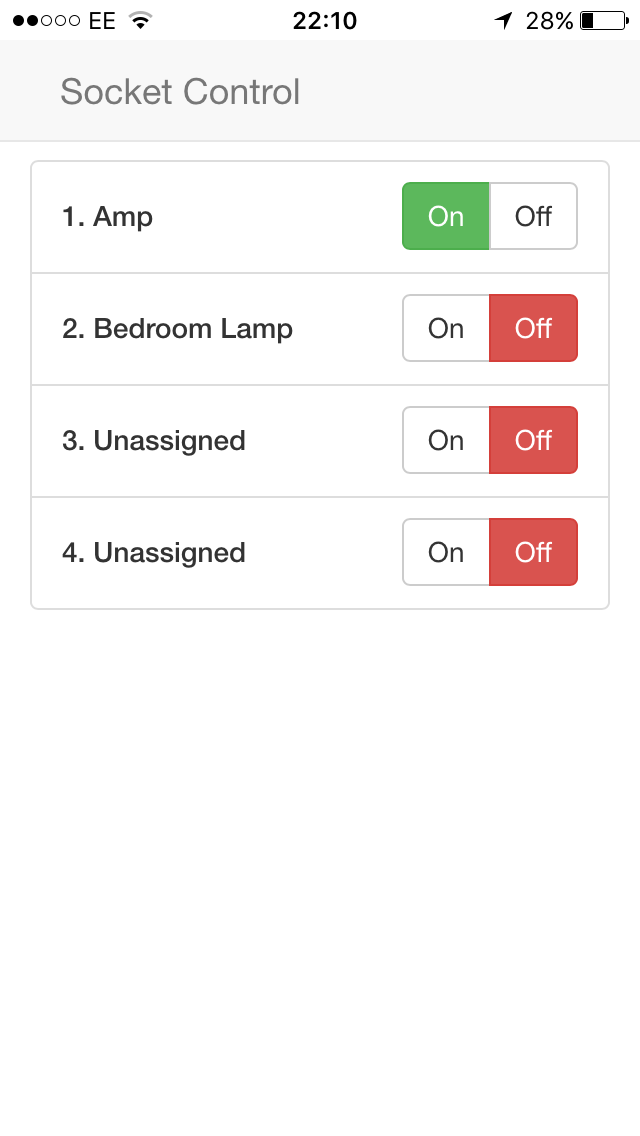 EE 22:10 28%
Socket Control
1. Amp On Off
2. Bedroom Lamp On Off
3. Unassigned On Off
4. Unassigned On Off